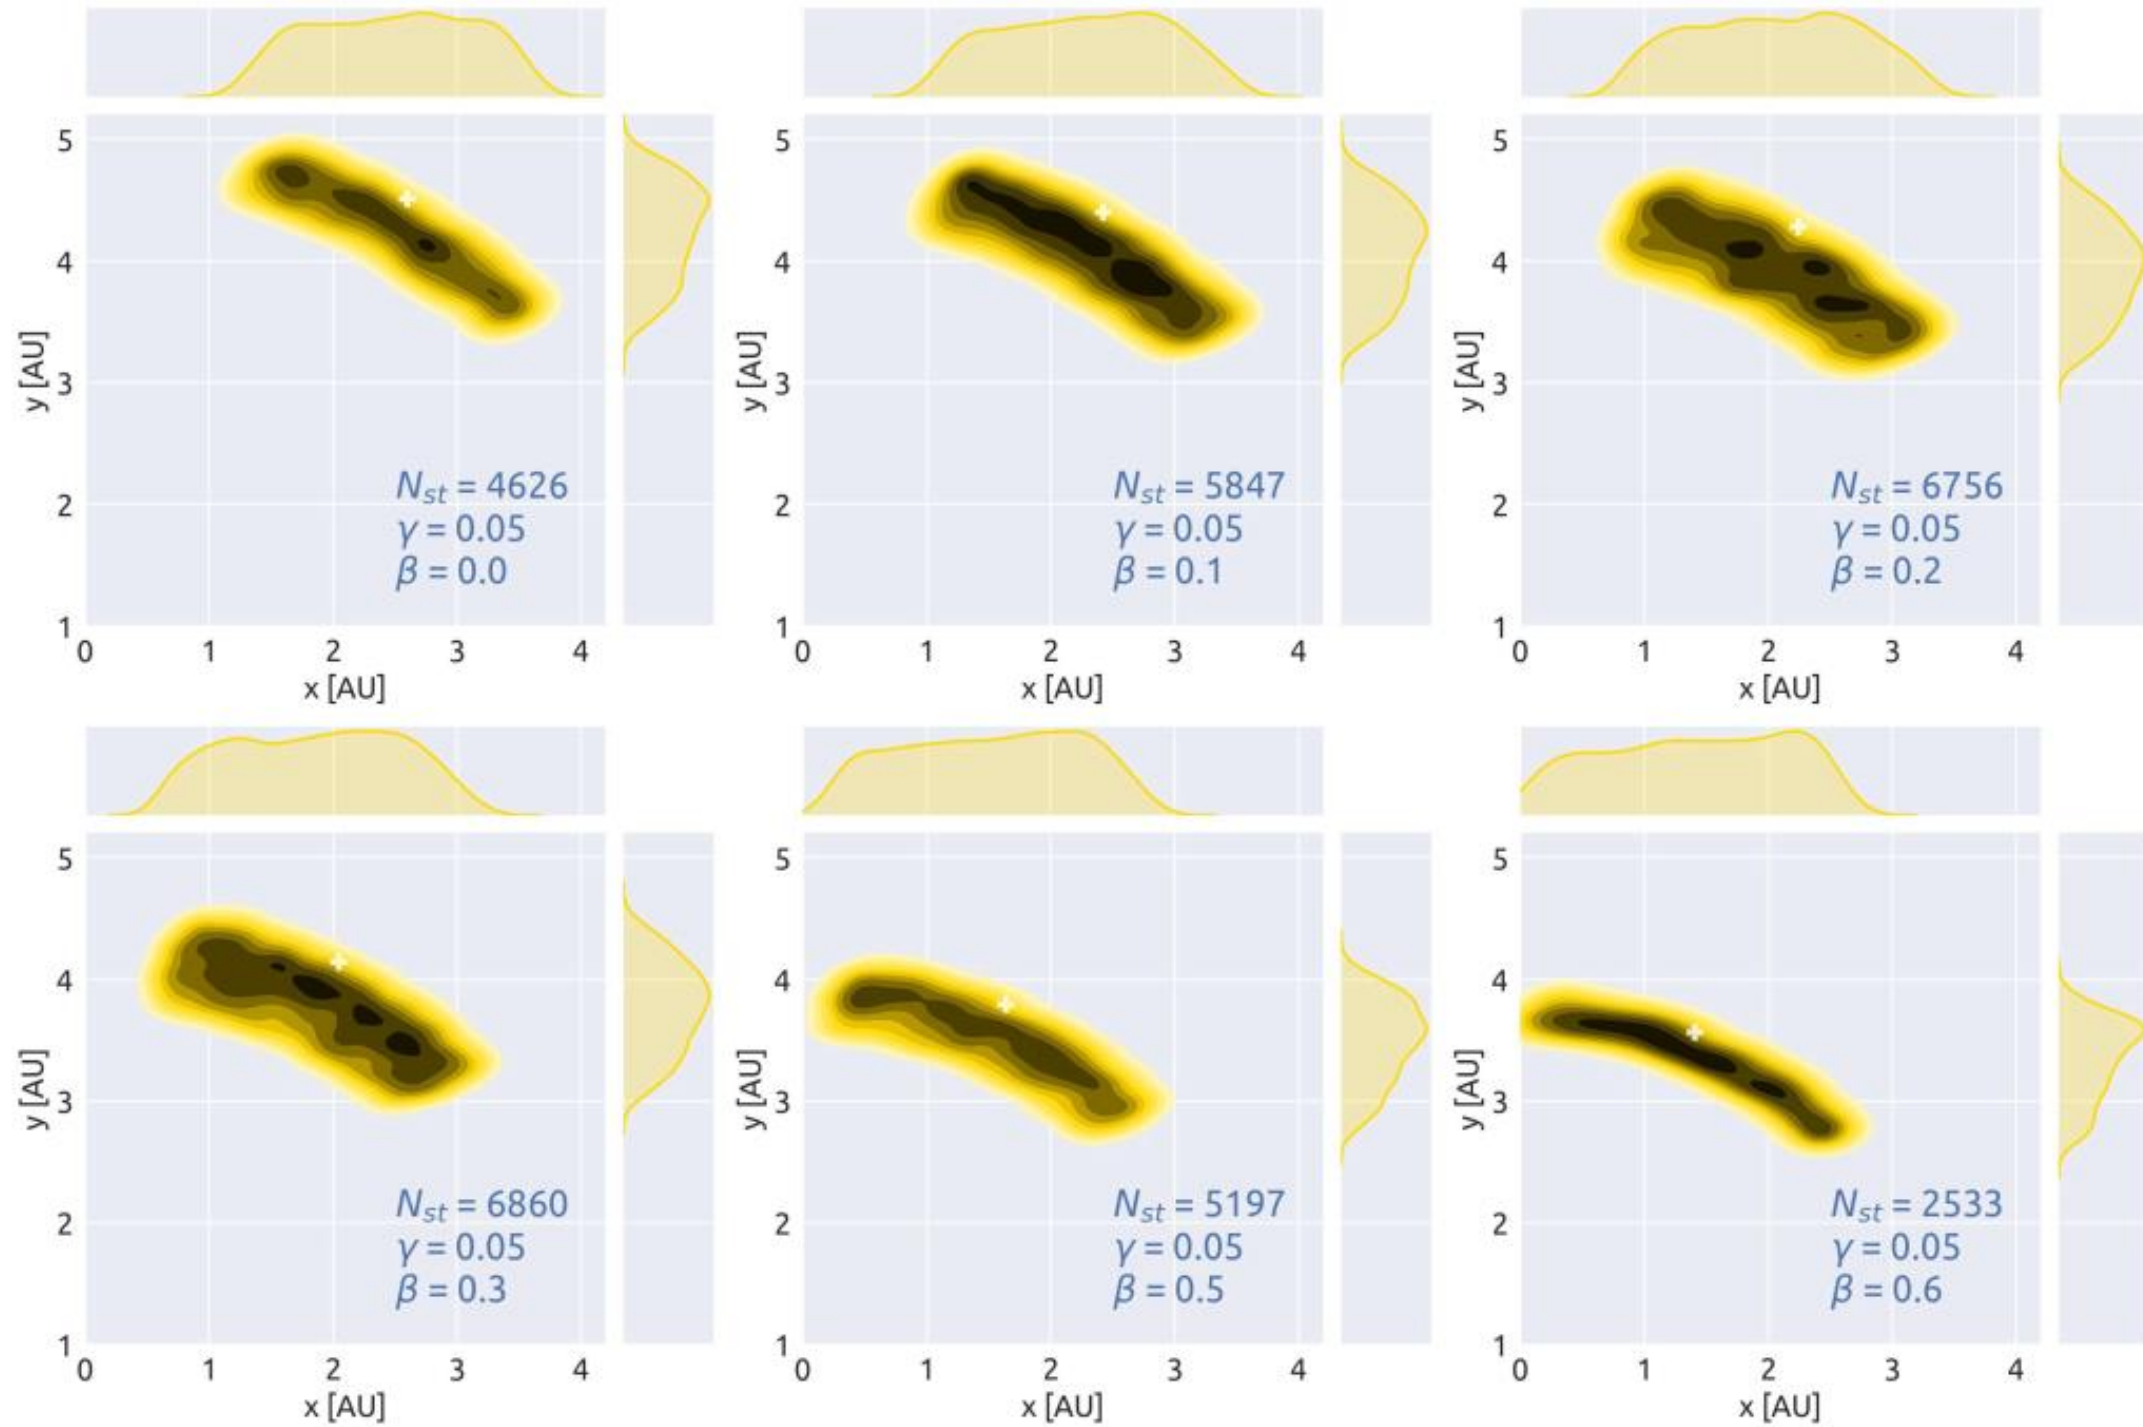 5
4
3
2
1
y [AU]
N_st = 4626
γ = 0.05
β = 0.0
0 1 2 3 4
x [AU]
5
4
3
2
1
y [AU]
N_st = 5847
γ = 0.05
β = 0.1
0 1 2 3 4
x [AU]
5
4
3
2
1
y [AU]
N_st = 6756
γ = 0.05
β = 0.2
0 1 2 3 4
x [AU]
5
4
3
2
1
y [AU]
N_st = 6860
γ = 0.05
β = 0.3
0 1 2 3 4
x [AU]
5
4
3
2
1
y [AU]
N_st = 5197
γ = 0.05
β = 0.5
0 1 2 3 4
x [AU]
5
4
3
2
1
y [AU]
N_st = 2533
γ = 0.05
β = 0.6
0 1 2 3 4
x [AU]